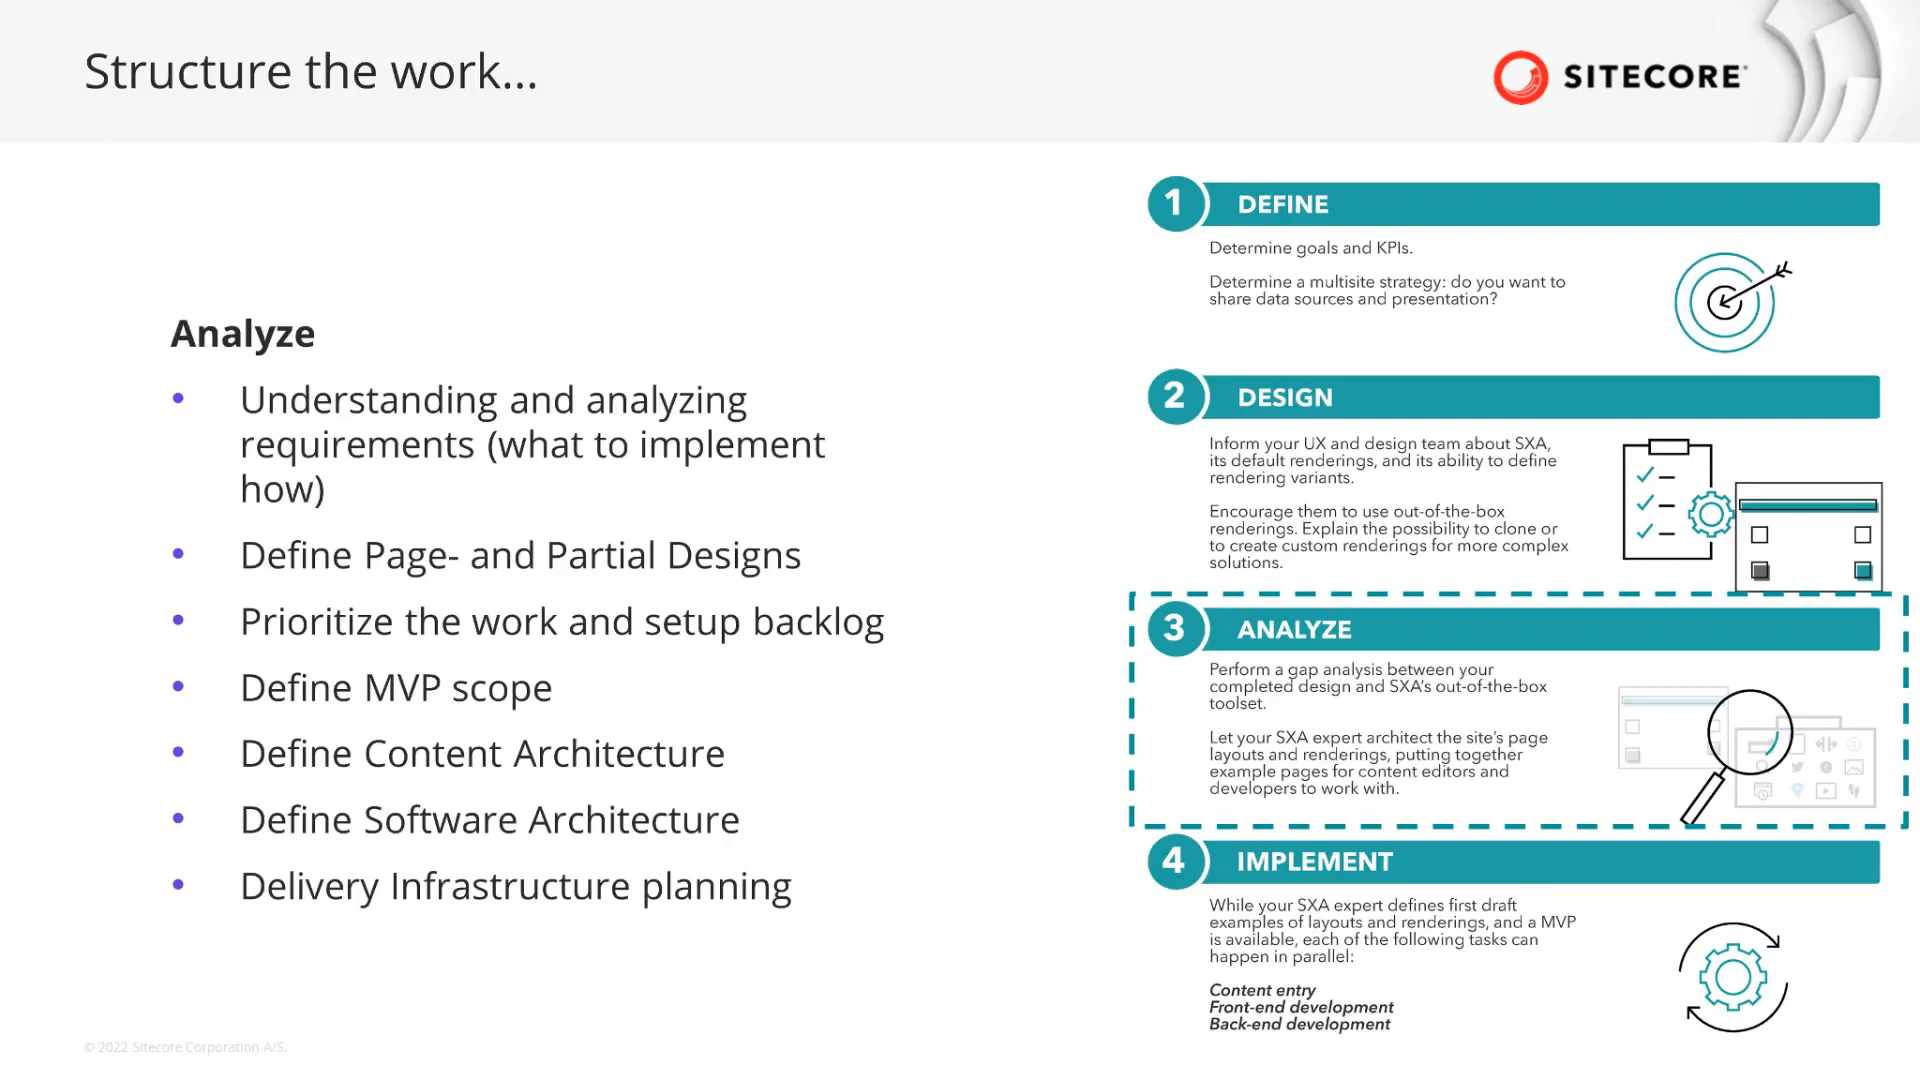 Structure the work...
SITECORE
Analyze
• Understanding and analyzing
requirements (what to implement
how)
• Define Page- and Partial Designs
• Prioritize the work and setup backlog
• Define MVP scope
• Define Content Architecture
• Define Software Architecture
• Delivery Infrastructure planning
1 DEFINE
Determine goals and KPIs.
Determine a multisite strategy: do you want to
share data sources and presentation?
2 DESIGN
Inform your UX and design team about SXA,
its default renderings, and its ability to define
rendering variants.
Encourage them to use out-of-the-box
renderings. Explain the possibility to clone or
to create custom renderings for more complex
solutions.
3 ANALYZE
Perform a gap analysis between your
completed design and SXA's out-of-the-box
toolset.
Let your SXA expert architect the site's page
layouts and renderings, putting together
example pages for content editors and
developers to work with.
4 IMPLEMENT
While your SXA expert defines first draft
examples of layouts and renderings, and a MVP
is available, each of the following tasks can
happen in parallel:
Content entry
Front-end development
Back-end development
© 2022 Sitecore Corporation A/S.